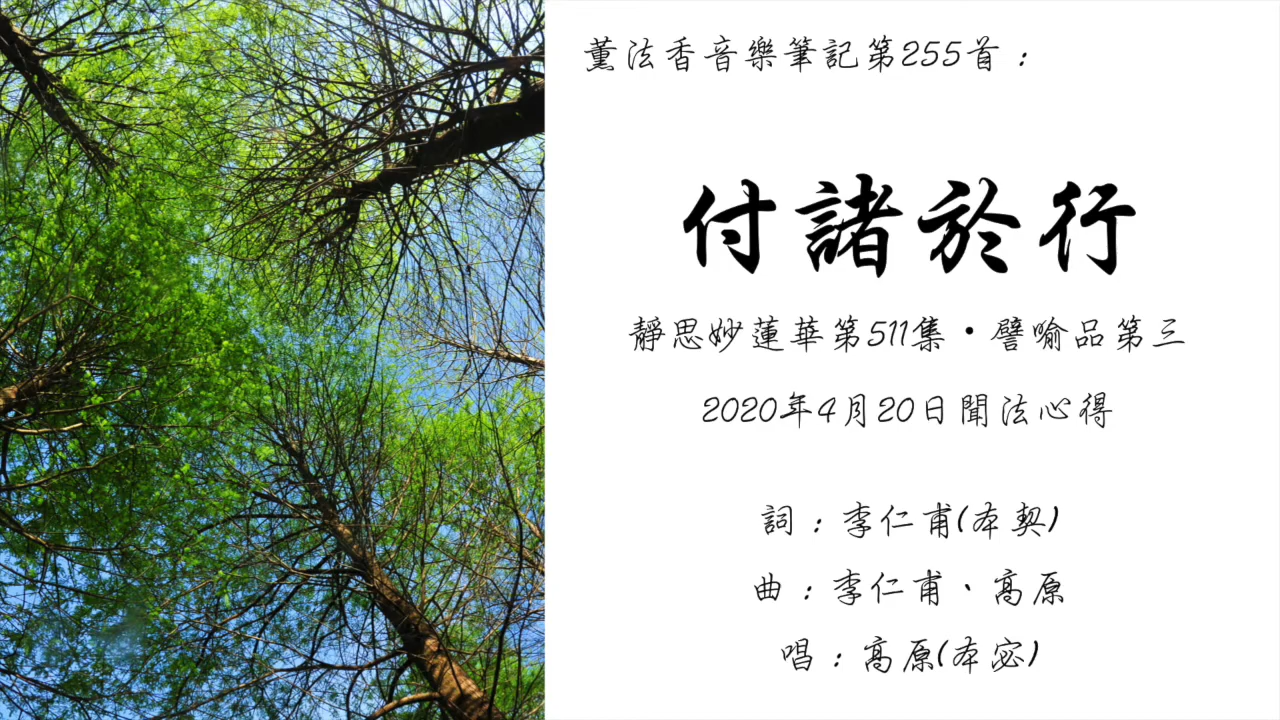 薰法香音樂筆記第255首：
付諸於行
靜思妙蓮華第511集·譬喻品第三
2020年4月20日聞法心得
詞：李仁甫(本契)
曲：李仁甫、高原
唱：高原(本宓)